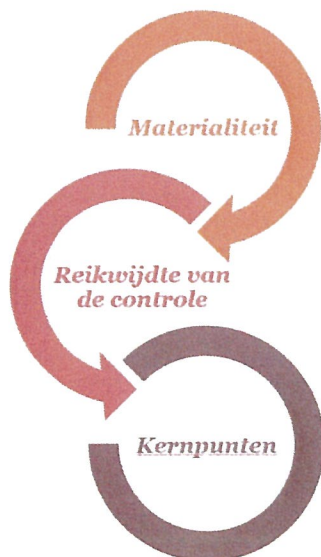 Materialiteit
Reikwijdte van
de controle
Kernpunten